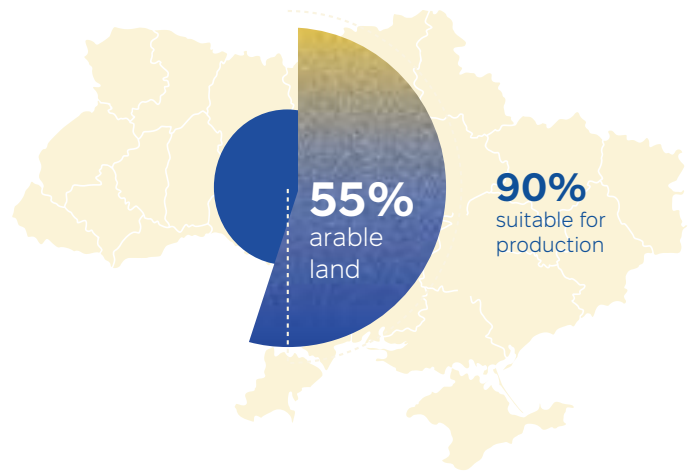 55%
arable
land
90%
suitable for
production